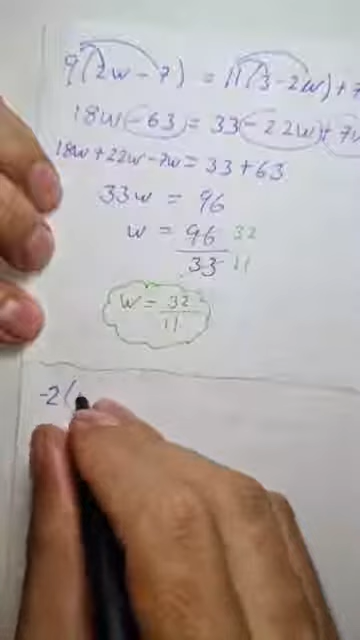 9(2w - 7) = 11(3 - 2w) + 7
18w - 63 = 33 - 22w + 7w
18w + 22w - 7w = 33 + 63
33w = 96
w = 96/33 32/11
w = 32/11
-2(